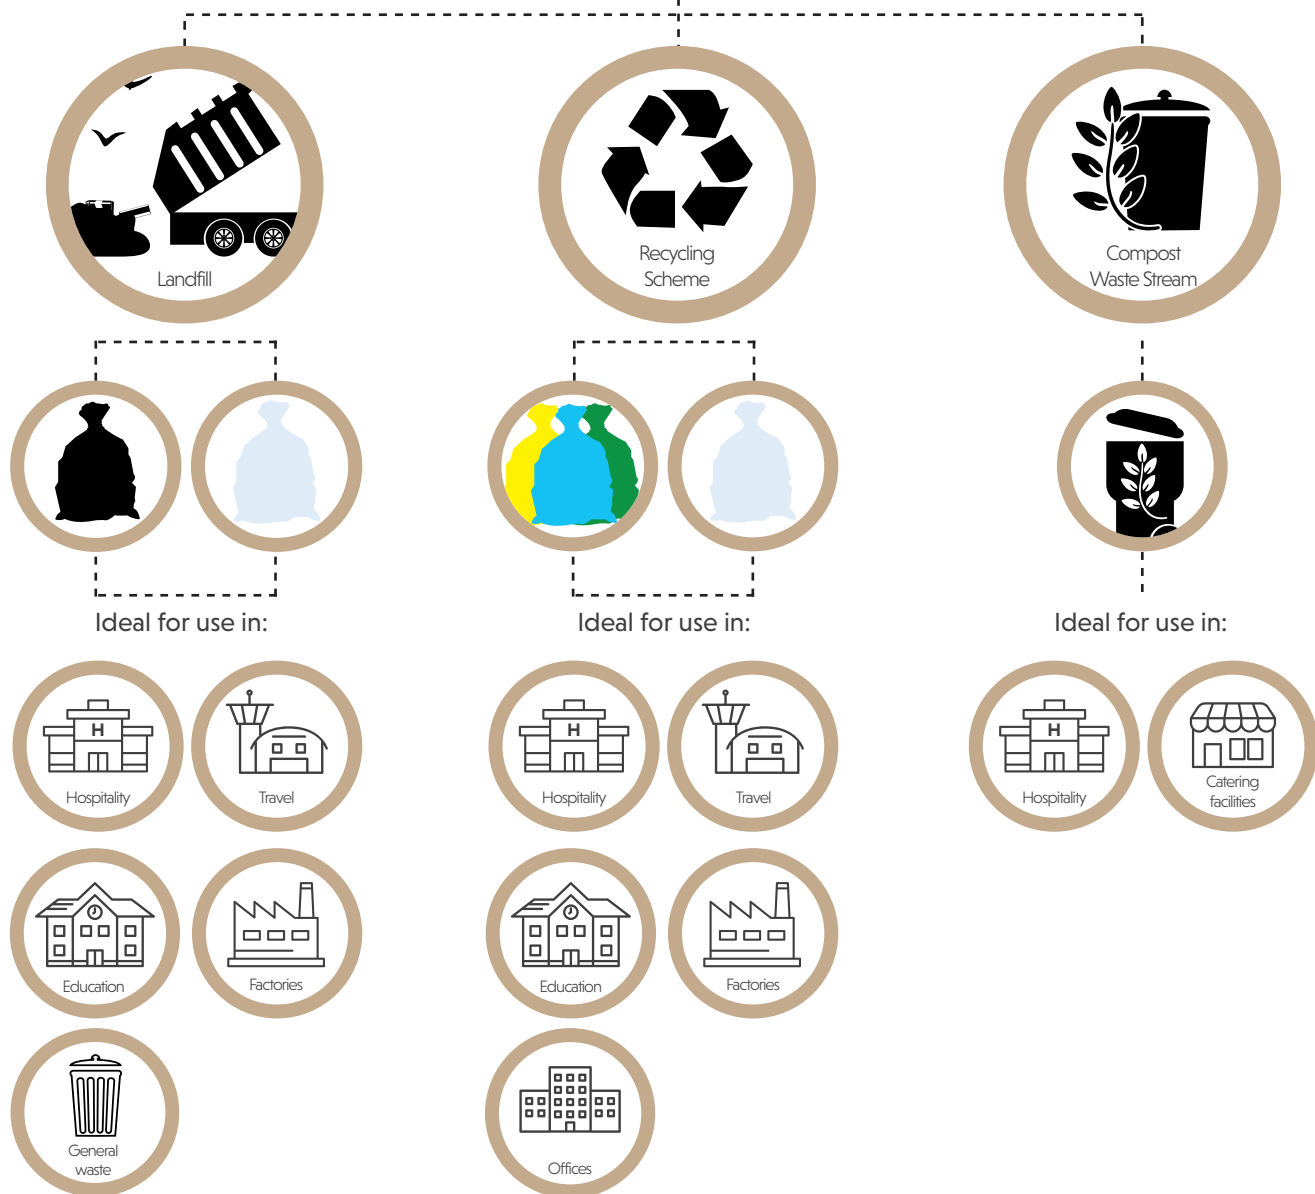 Landfill
Recycling
Scheme
Compost
Waste Stream
Ideal for use in:
Ideal for use in:
Ideal for use in:
H
Hospitality
Travel
H
Hospitality
Travel
H
Hospitality
Catering
facilities
Education
Factories
Education
Factories
General
waste
Offices